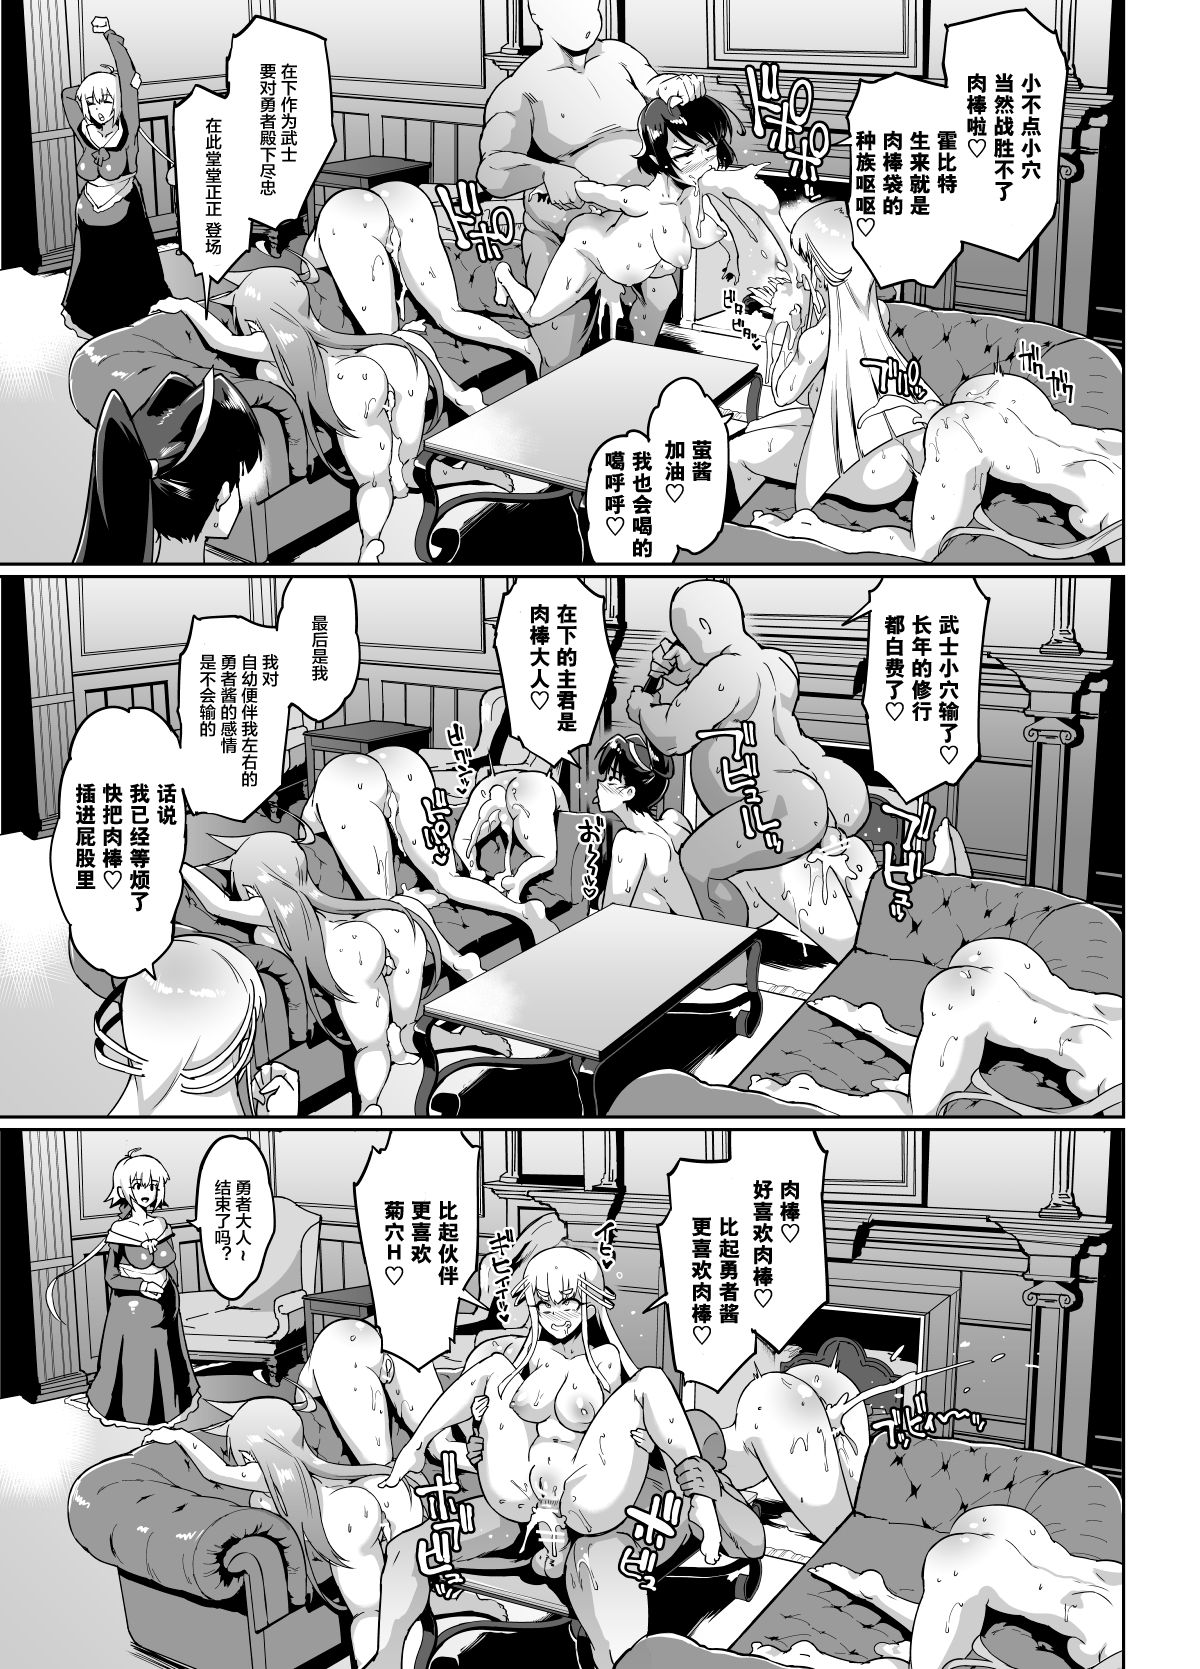 小不点小穴
当然战胜不了
肉棒啦♡
霍比特
生来就是
肉棒袋的
种族呕呕♡
在下作为武士
要对勇者殿下尽忠
在此堂堂正正 登场
萤酱
加油♡
我也会喝的
噶呼呼♡
武士小穴输了♡
长年的修行
都白费了♡
在下的主君是
肉棒大人♡
最后是我
我对
自幼便伴我左右的
勇者酱的感情
是不会输的
话说
我已经等烦了
快把肉棒♡
插进屁股里
肉棒♡
好喜欢肉棒♡
比起勇者酱
更喜欢肉棒♡
比起伙伴
更喜欢
菊穴H♡
勇者大人~
结束了吗?